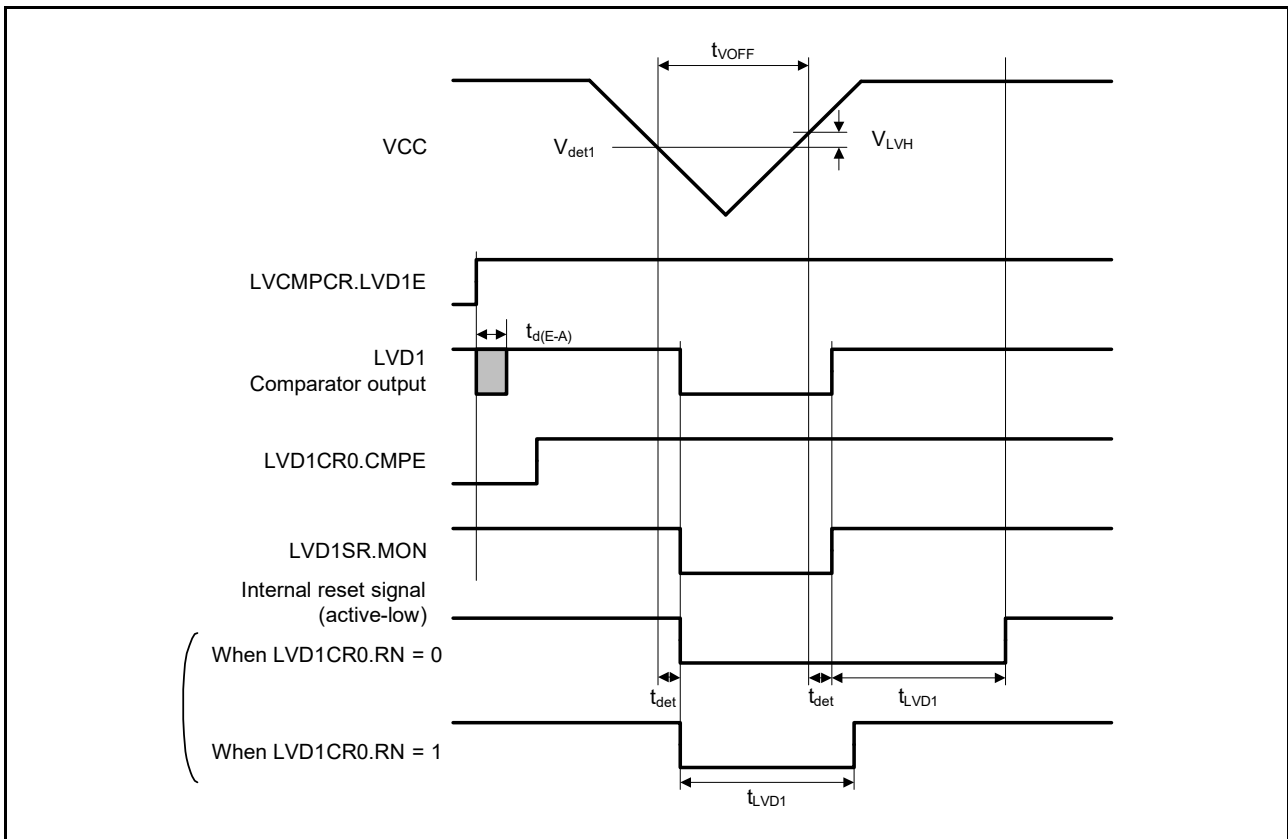 tVOFF
VCC
Vdet1
VLVH
LVCMPCR.LVD1E
td(E-A)
LVD1
Comparator output
LVD1CR0.CMPE
LVD1SR.MON
Internal reset signal
(active-low)
When LVD1CR0.RN = 0
tdet
tdet
tLVD1
When LVD1CR0.RN = 1
tLVD1